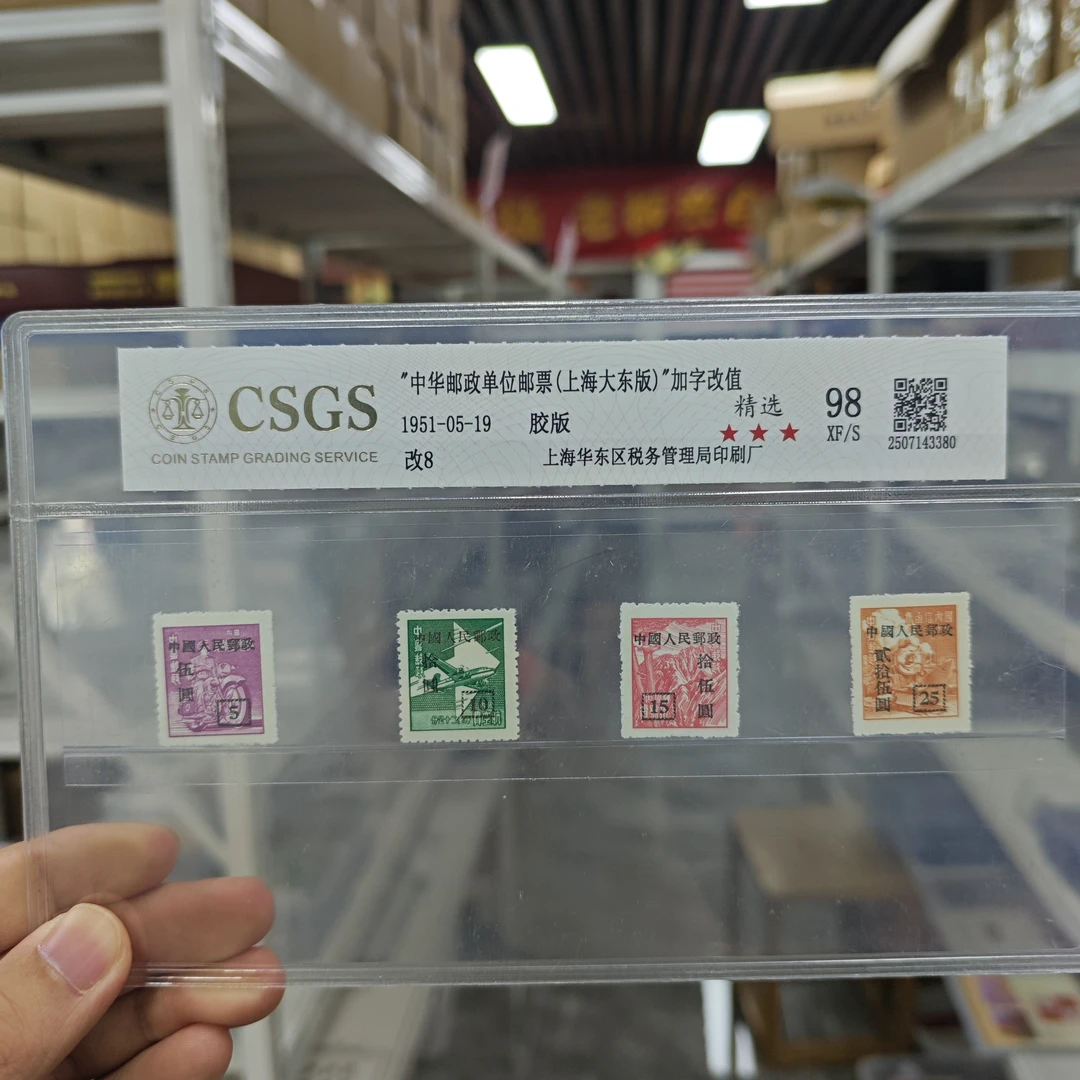 CSGS
COIN STAMP GRADING SERVICE
"中华邮政单位邮票(上海大东版)"加字改值
1951-05-19 胶版 精选
改8 上海华东区税务管理局印刷厂
★★★
98
XF/S
2507143380
中國人民郵政
伍圓
5
中國人民郵政
拾圓
10
中國人民郵政
拾伍圓
15
中國人民郵政
貳拾伍圓
25